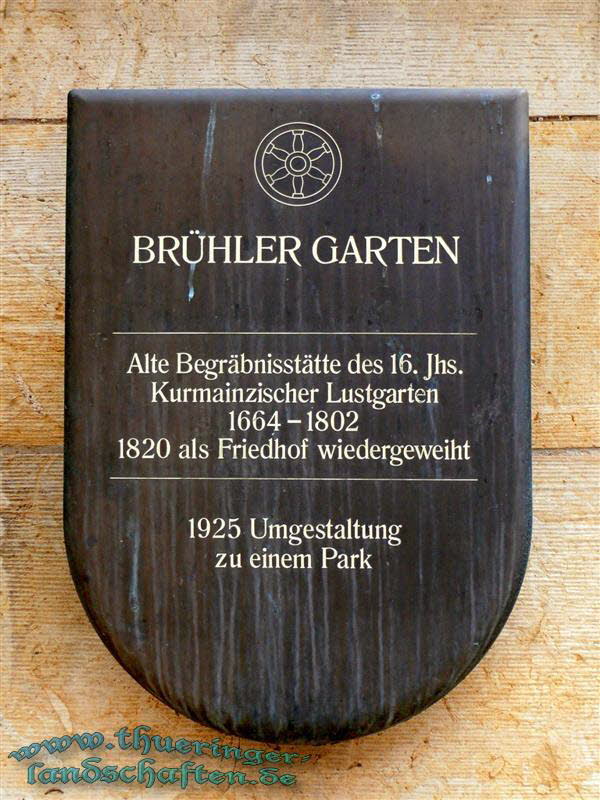 BRÜHLER GARTEN
Alte Begräbnisstätte des 16. Jhs.
Kurmainzischer Lustgarten
1664 – 1802
1820 als Friedhof wiedergeweiht
1925 Umgestaltung
zu einem Park
www.thueringer-
landschaften.de